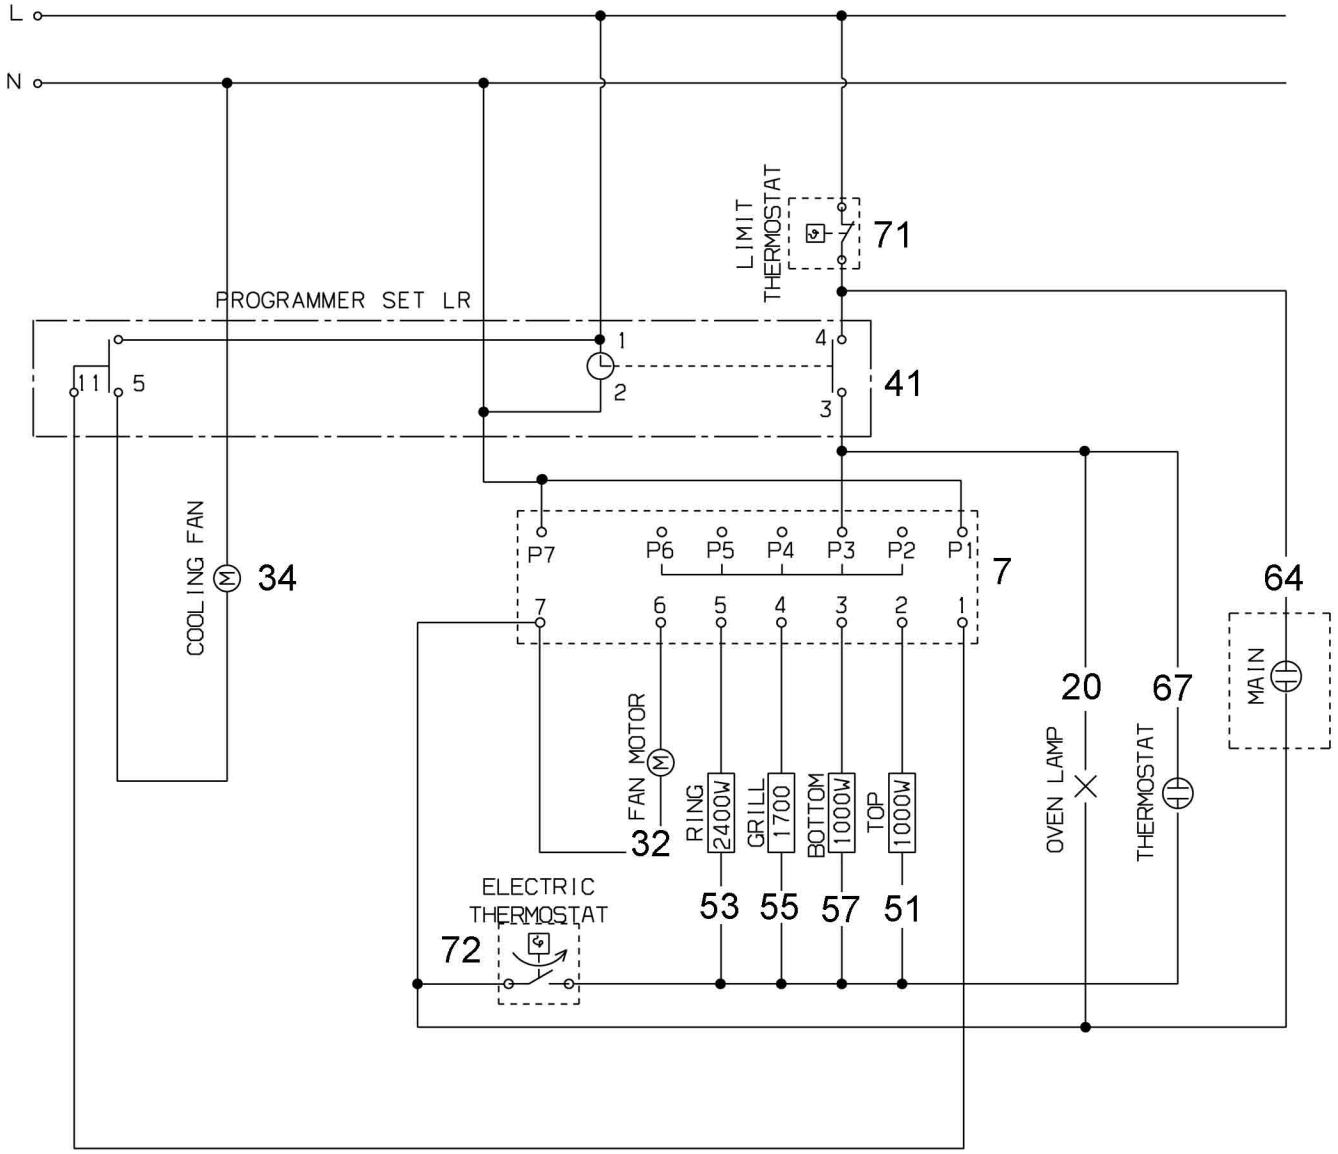 L
N
LIMIT
THERMOSTAT
71
PROGRAMMER SET LR
1
4
11
5
2
3
41
COOLING FAN
34
P7
P6
P5
P4
P3
P2
P1
7
7
6
5
4
3
2
1
64
MAIN
20
67
OVEN LAMP
THERMOSTAT
FAN MOTOR
32
RING
2400W
GRILL
1700
BOTTOM
1000W
TOP
1000W
53
55
57
51
ELECTRIC
THERMOSTAT
72
M
M